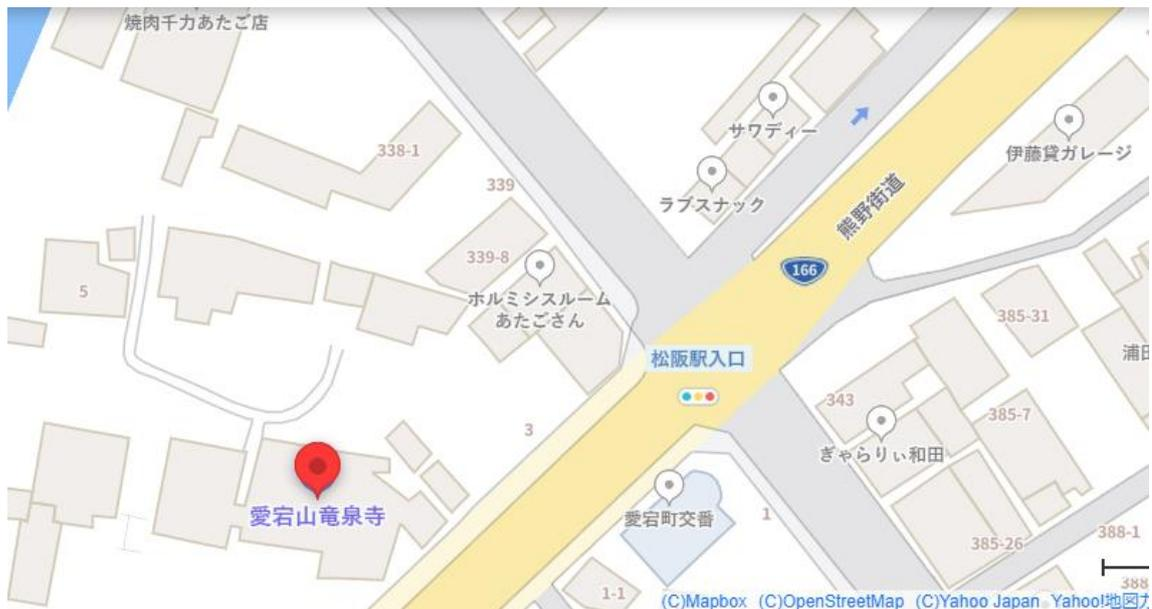 焼肉千力あたご店
サワディー
伊藤貸ガレージ
338-1
339
ラブスナック
熊野街道
339-8
166
5
ホルミシスルーム
あたごさん
385-31
松阪駅入口
浦田
343
385-7
3
ぎゃらりぃ和田
愛宕山竜泉寺
愛宕町交番
1
388-1
385-26
388
1-1
(C)Mapbox (C)OpenStreetMap (C)Yahoo Japan Yahoo!地図ガ